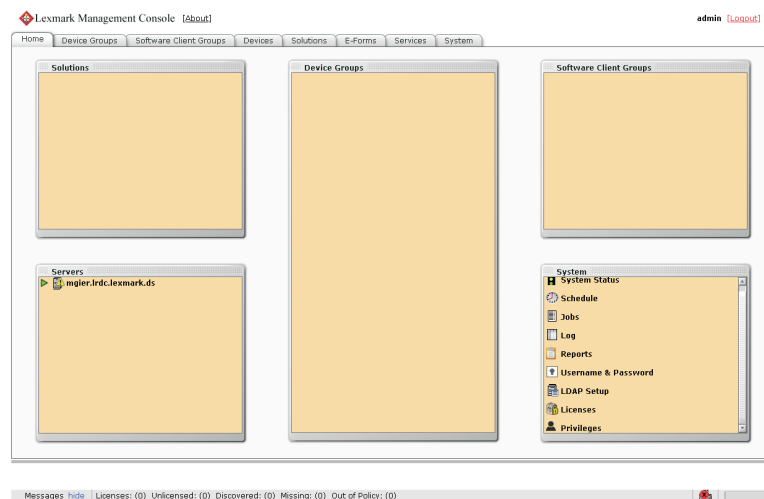 Lexmark Management Console [About]
admin [Logout]
Home Device Groups Software Client Groups Devices Solutions E-Forms Services System
Solutions
Device Groups
Software Client Groups
Servers
mgier.lrdc.lexmark.ds
System
System Status
Schedule
Jobs
Log
Reports
Username & Password
LDAP Setup
Licenses
Privileges
Messages hide Licenses: (0) Unlicensed: (0) Discovered: (0) Missing: (0) Out of Policy: (0)